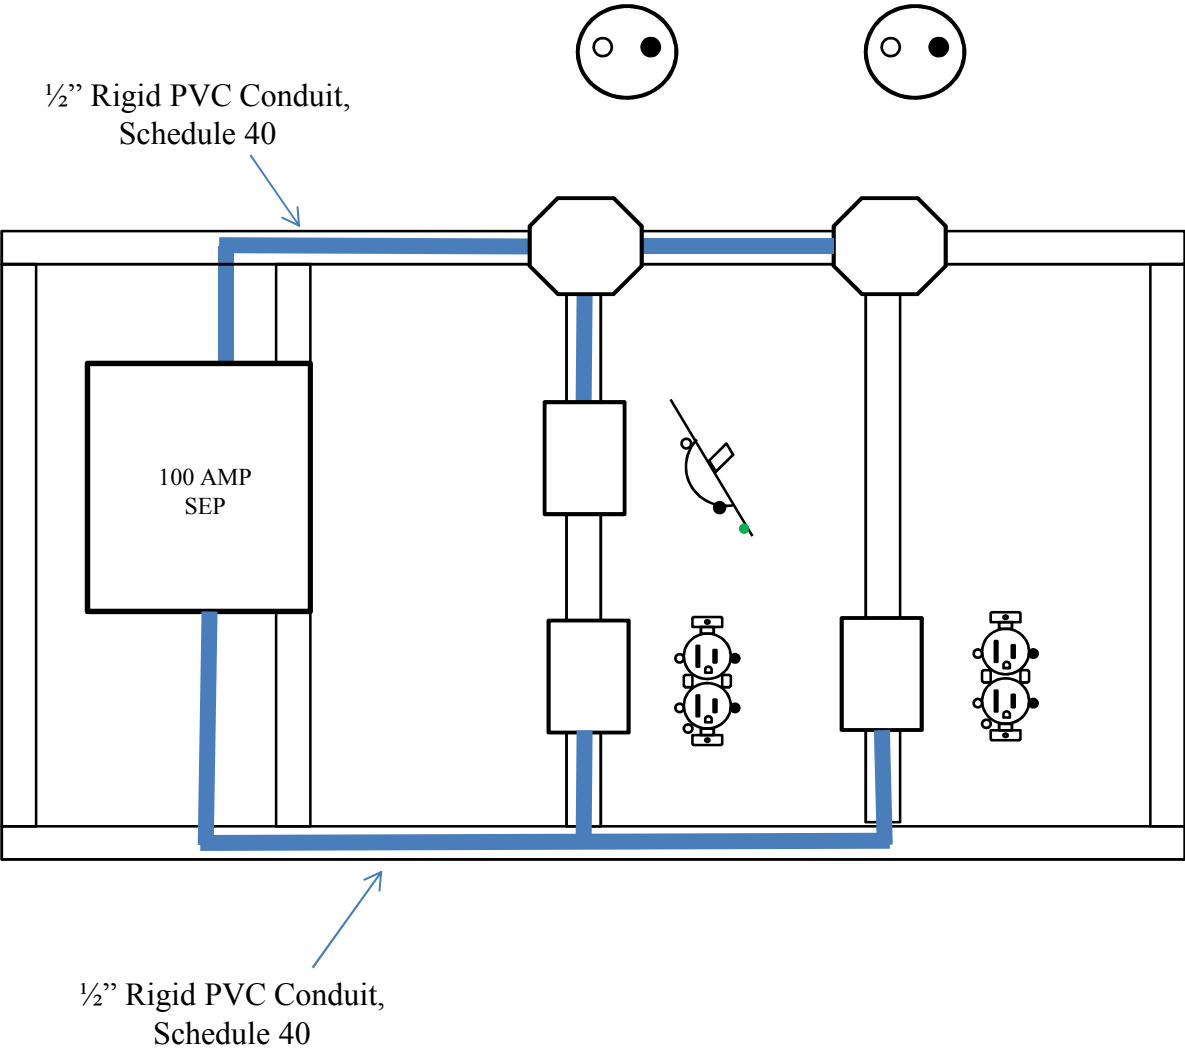 ½” Rigid PVC Conduit,
Schedule 40
100 AMP
SEP
½” Rigid PVC Conduit,
Schedule 40